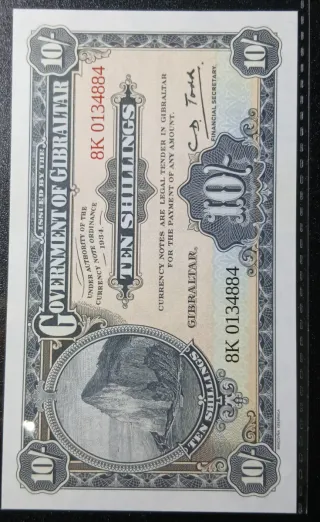 10/-
10/-
ISSUED BY THE
GOVERNMENT OF GIBRALTAR
8K 0134884
UNDER AUTHORITY OF THE
CURRENCY NOTE ORDINANCE
1934.
TEN SHILLINGS
CURRENCY NOTES ARE LEGAL TENDER IN GIBRALTAR
FOR THE PAYMENT OF ANY AMOUNT.
GIBRALTAR.
C D Todd
FINANCIAL SECRETARY.
10/-
8K 0134884
TEN SHILLINGS
10/-
10/-